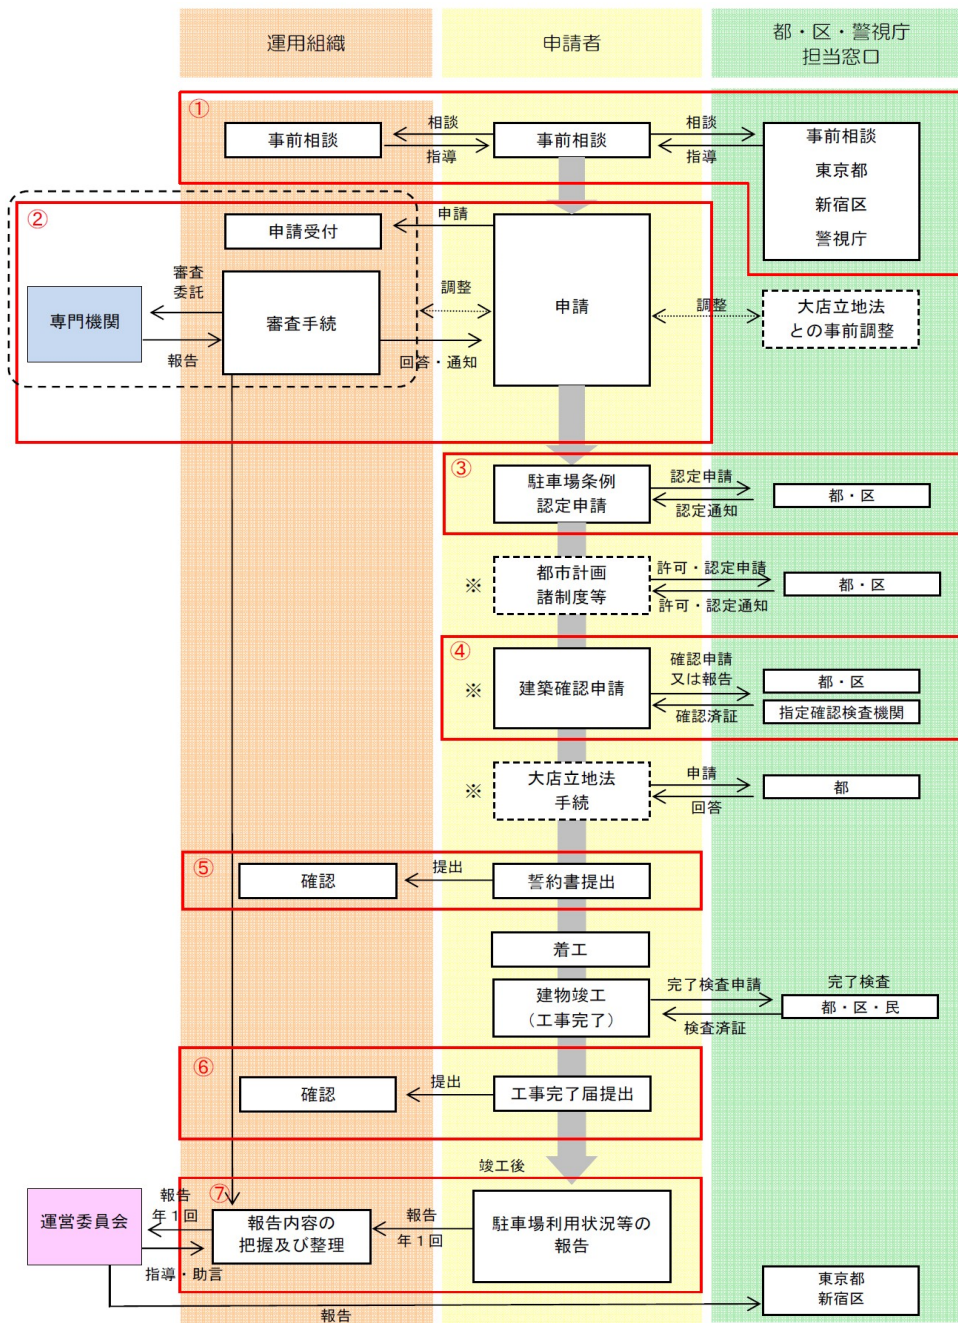 運用組織
申請者
都・区・警視庁
担当窓口
①
事前相談
相談
指導
事前相談
相談
指導
事前相談
東京都
新宿区
警視庁
②
申請受付
申請
専門機関
審査
委託
報告
審査手続
調整
回答・通知
申請
調整
大店立地法
との事前調整
③
駐車場条例
認定申請
認定申請
認定通知
都・区
※
都市計画
諸制度等
許可・認定申請
許可・認定通知
都・区
④
※
建築確認申請
確認申請
又は報告
確認済証
都・区
指定確認検査機関
※
大店立地法
手続
申請
回答
都
⑤
確認
提出
誓約書提出
着工
建物竣工
（工事完了）
完了検査申請
検査済証
完了検査
都・区・民
⑥
確認
提出
工事完了届提出
竣工後
⑦
運営委員会
報告
年１回
指導・助言
報告内容の
把握及び整理
報告
年１回
駐車場利用状況等の
報告
報告
東京都
新宿区